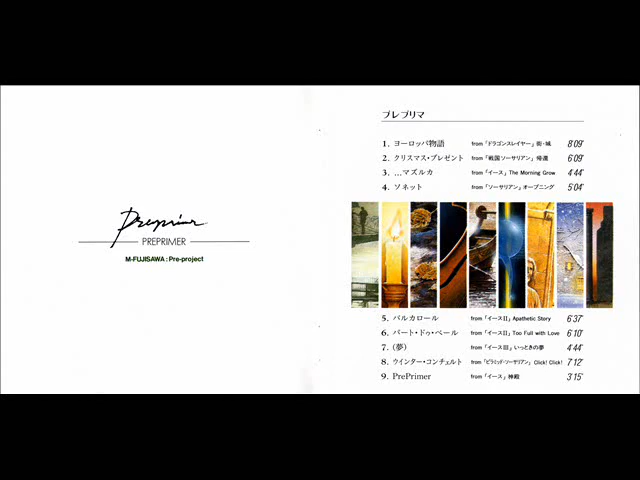 Preprimer
PREPRIMER
M-FUJISAWA : Pre-project
プレプリマ
1. ヨーロッパ物語 from「ドラゴンスレイヤー」街・城 8'09"
2. クリスマス・プレゼント from「戦国ソーサリアン」帰還 6'09"
3. …マズルカ from「イース」The Morning Grow 4'44"
4. ソネット from「ソーサリアン」オープニング 5'04"
5. バルカロール from「イースII」Apathetic Story 6'37"
6. パート・ドゥ・ベール from「イースII」Too Full with Love 6'10"
7. (夢) from「イースIII」いっときの夢 4'44"
8. ウインター・コンチェルト from「ピラミッド・ソーサリアン」Click! Click! 7'12"
9. PrePrimer from「イース」神殿 3'15"